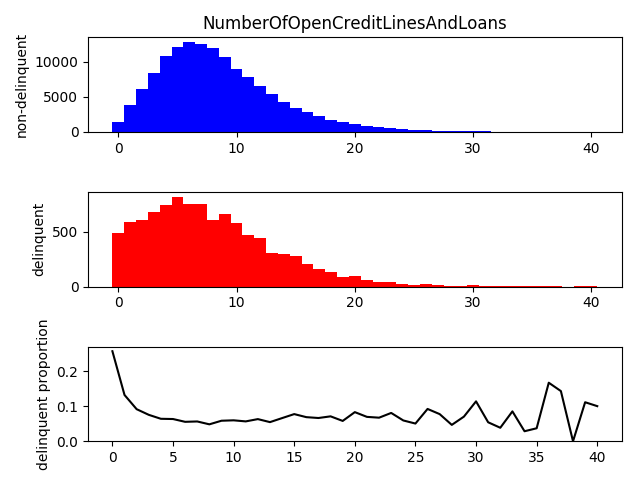 NumberOfOpenCreditLinesAndLoans
non-delinquent
10000
5000
0
0 10 20 30 40
delinquent
500
0
0 10 20 30 40
delinquent proportion
0.2
0.1
0.0
0 5 10 15 20 25 30 35 40